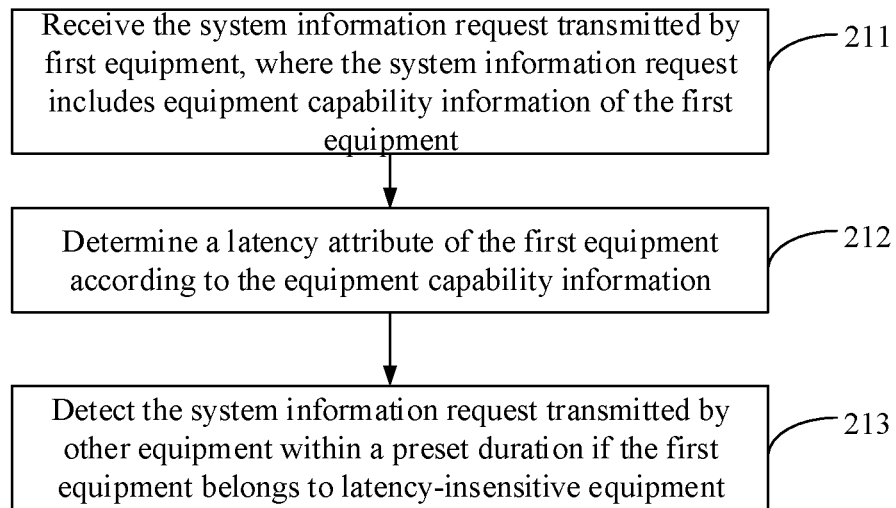 Receive the system information request transmitted by
first equipment, where the system information request
includes equipment capability information of the first
equipment
211
Determine a latency attribute of the first equipment
according to the equipment capability information
212
Detect the system information request transmitted by
other equipment within a preset duration if the first
equipment belongs to latency-insensitive equipment
213